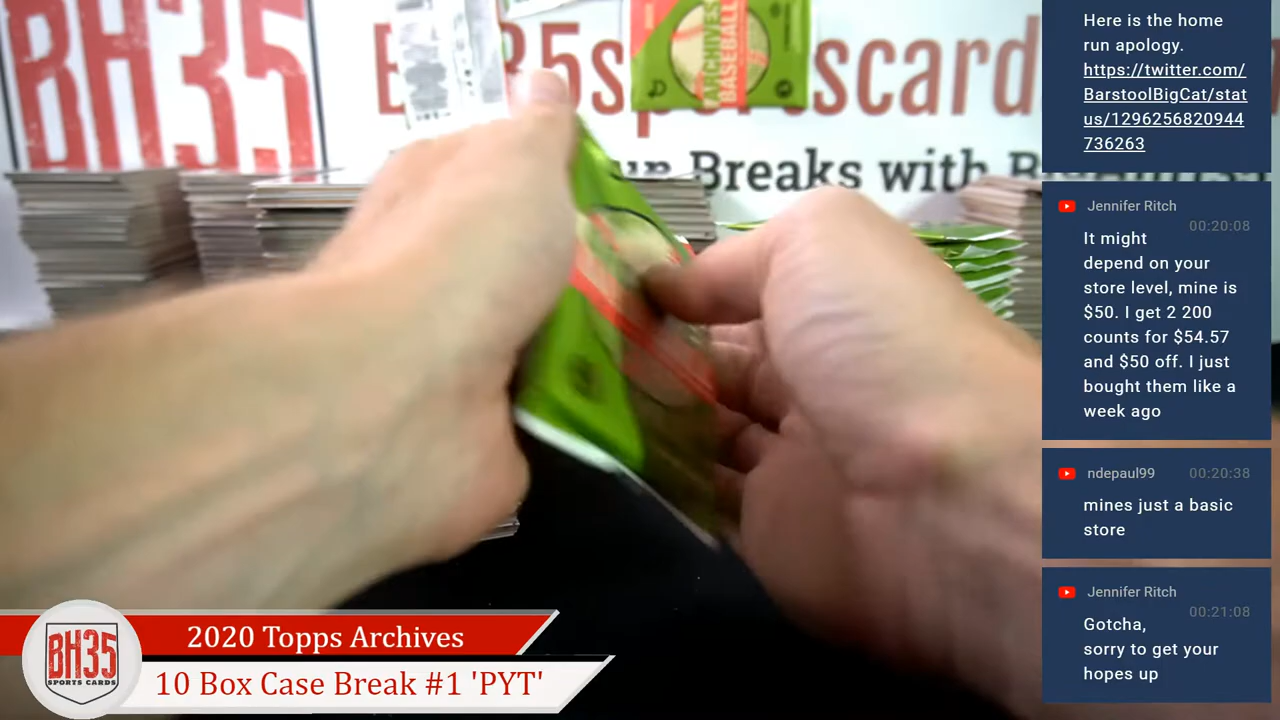 BH35
BH35sportscard
ARCHIVES
BASEBALL
Breaks with
Here is the home
run apology.
https://twitter.com/
BarstoolBigCat/stat
us/1296256820944
736263
Jennifer Ritch
00:20:08
It might
depend on your
store level, mine is
$50. I get 2 200
counts for $54.57
and $50 off. I just
bought them like a
week ago
ndepaul99 00:20:38
mines just a basic
store
Jennifer Ritch
00:21:08
Gotcha,
sorry to get your
hopes up
BH35
SPORTS CARDS
2020 Topps Archives
10 Box Case Break #1 'PYT'